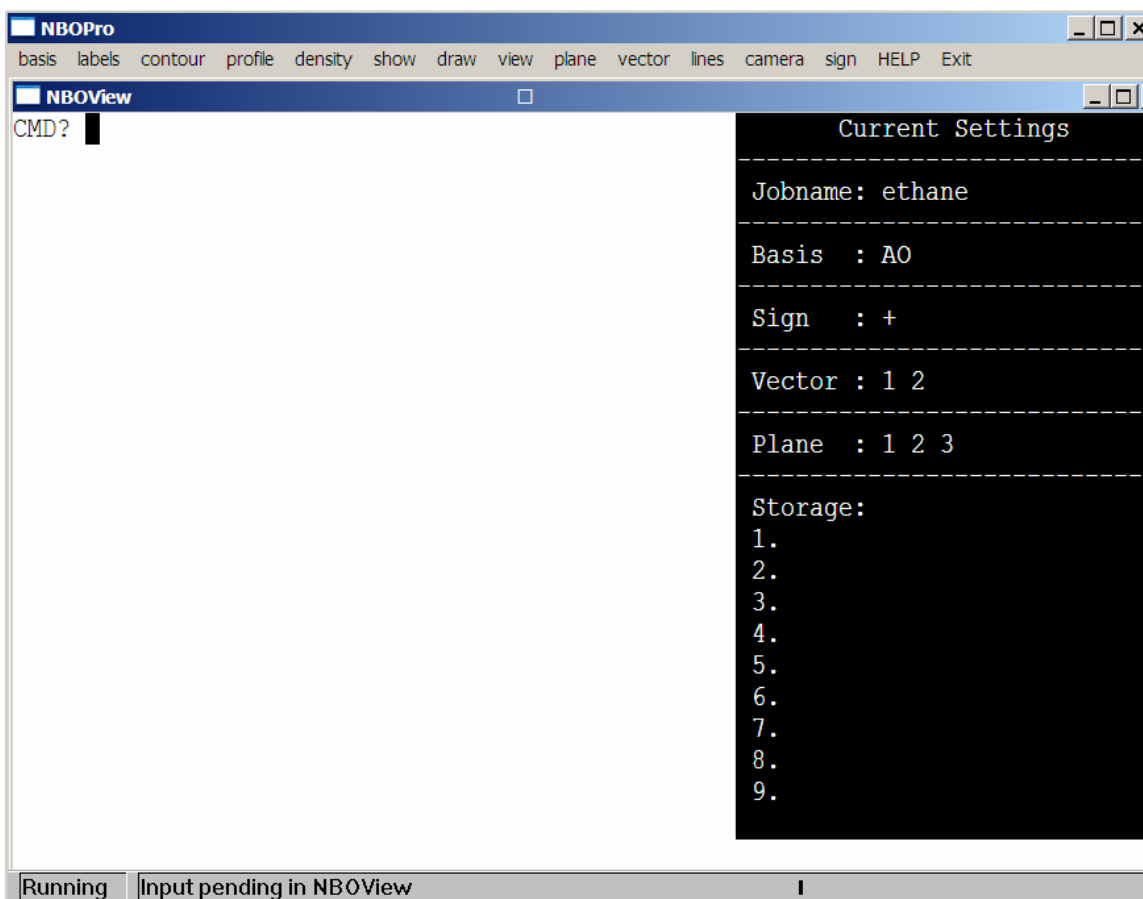 NBOPro
basis labels contour profile density show draw view plane vector lines camera sign HELP Exit
NBOView
CMD?
Current Settings
Jobname: ethane
Basis : AO
Sign : +
Vector : 1 2
Plane : 1 2 3
Storage:
1.
2.
3.
4.
5.
6.
7.
8.
9.
Running Input pending in NBOView